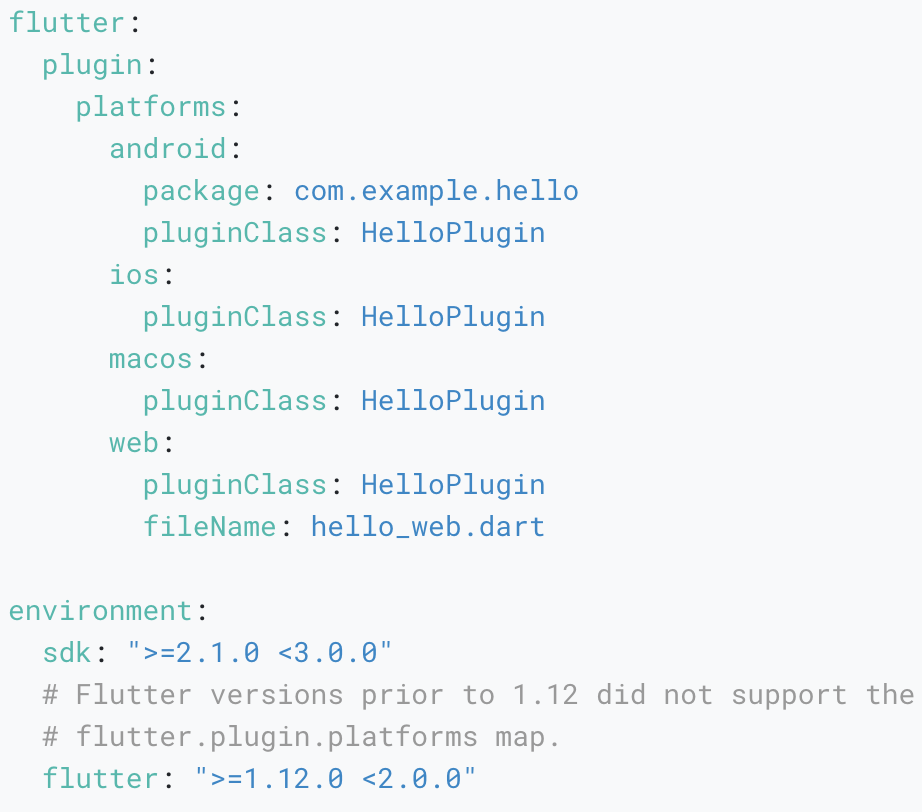 flutter:
  plugin:
    platforms:
      android:
        package: com.example.hello
        pluginClass: HelloPlugin
      ios:
        pluginClass: HelloPlugin
      macos:
        pluginClass: HelloPlugin
      web:
        pluginClass: HelloPlugin
        fileName: hello_web.dart

environment:
  sdk: ">=2.1.0 <3.0.0"
  # Flutter versions prior to 1.12 did not support the
  # flutter.plugin.platforms map.
  flutter: ">=1.12.0 <2.0.0"